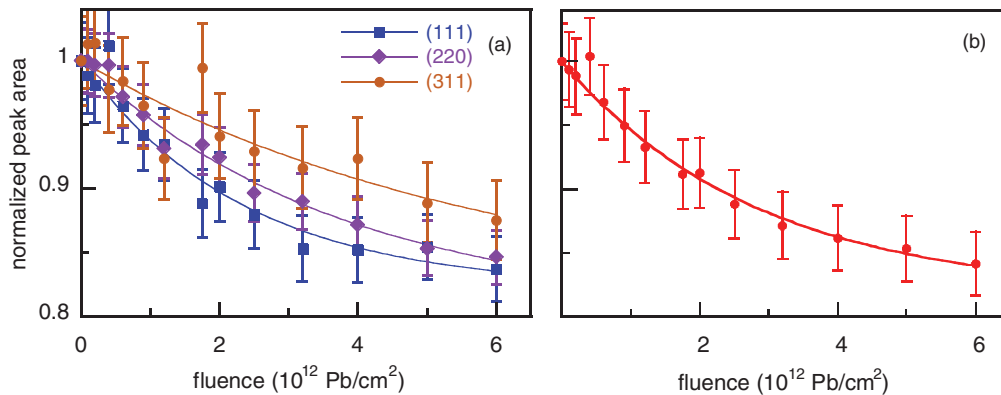 normalized peak area
1
0.9
0.8
(111)
(220)
(311)
(a)
0 2 4 6
fluence (10¹² Pb/cm²)
(b)
2 4 6
fluence (10¹² Pb/cm²)